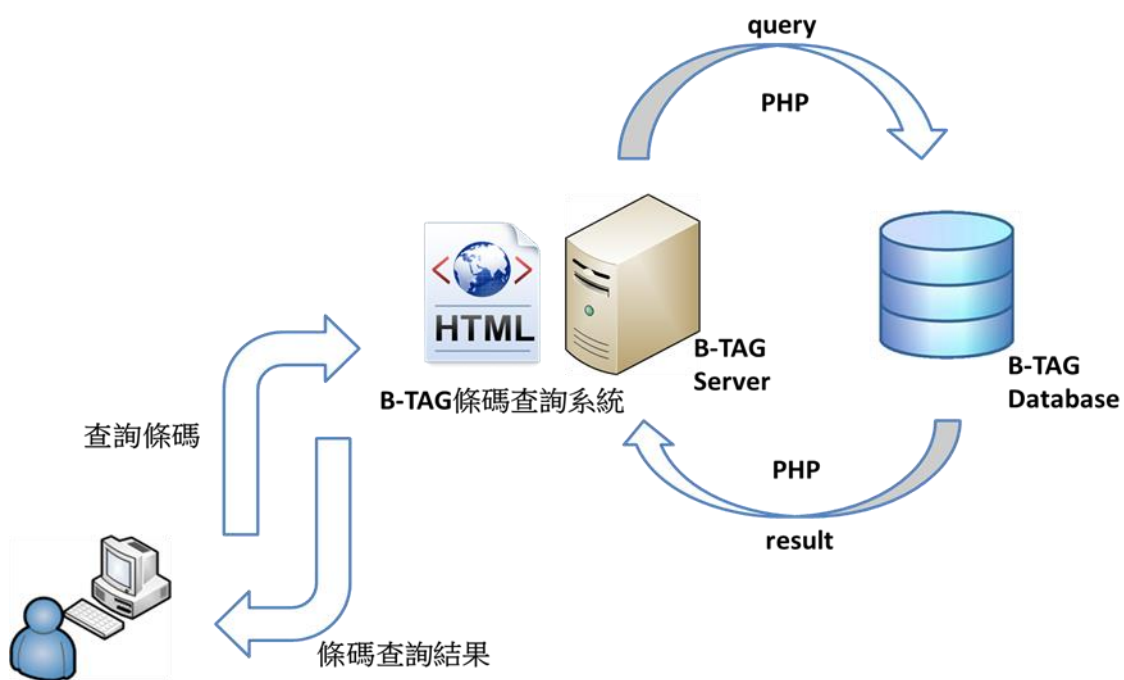 query
PHP
< >
HTML
B-TAG
Server
B-TAG條碼查詢系統
B-TAG
Database
查詢條碼
PHP
result
條碼查詢結果